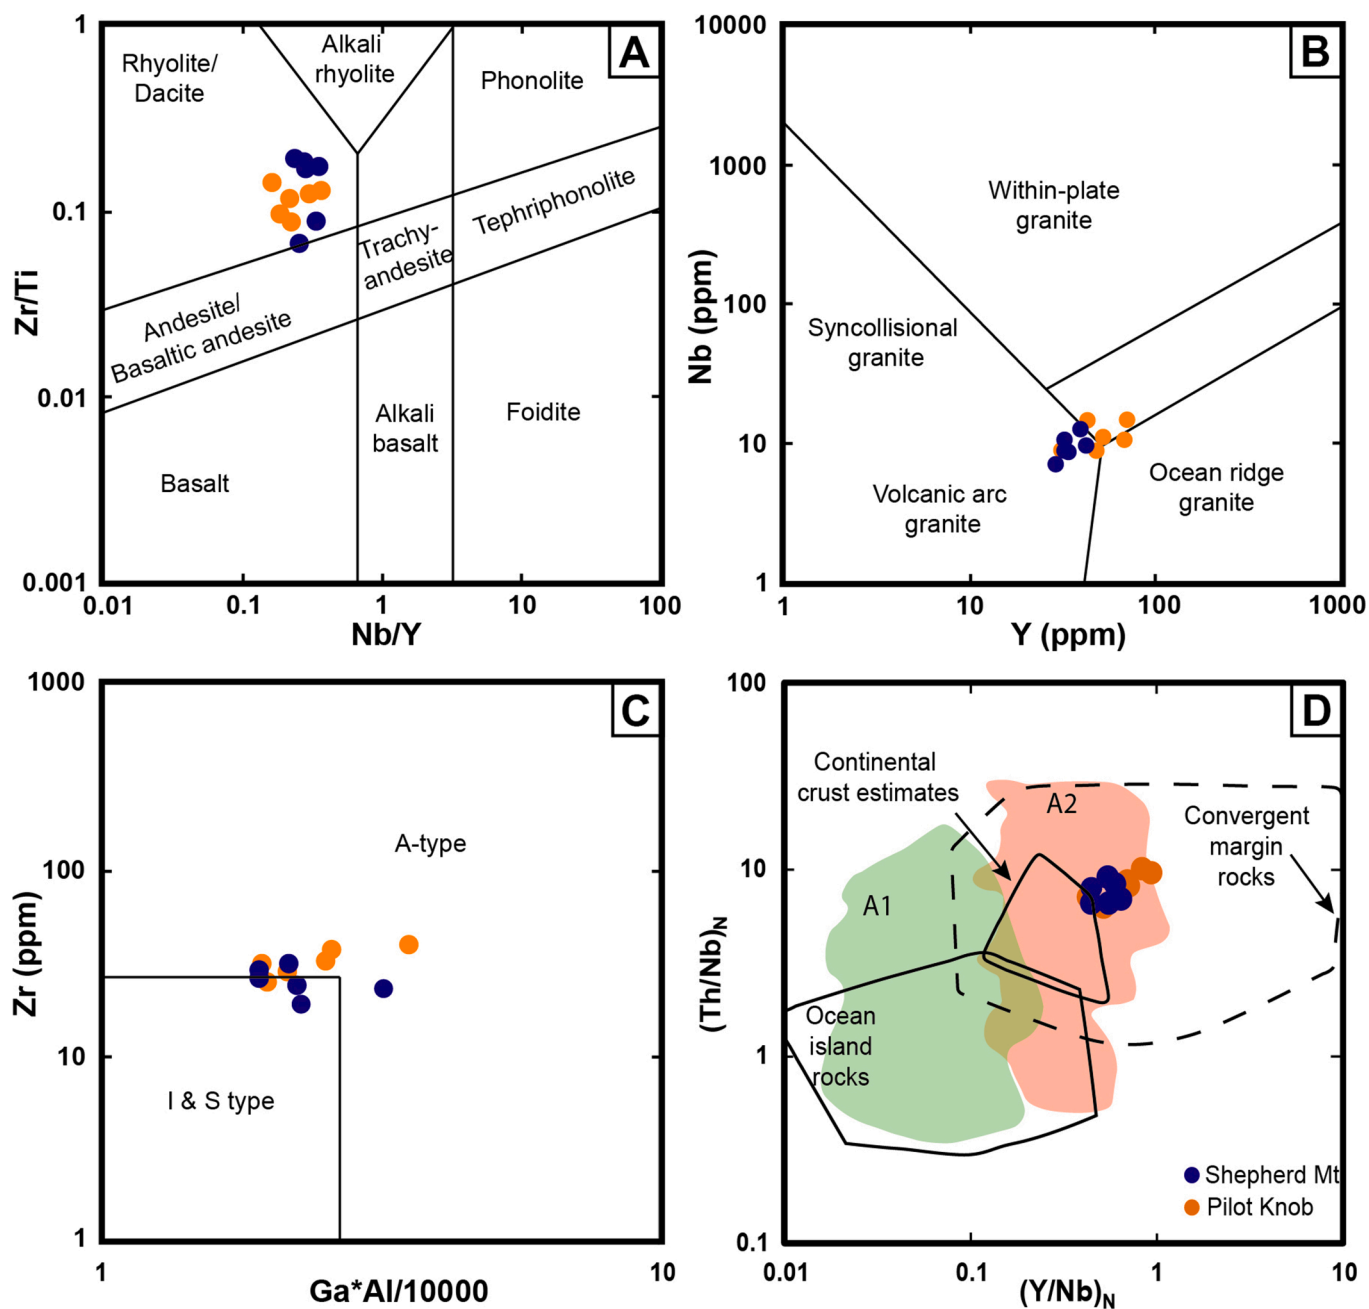 A
Zr/Ti
1
0.1
0.01
0.001
Rhyolite/
Dacite
Alkali
rhyolite
Phonolite
Tephriphonolite
Trachy-
andesite
Andesite/
Basaltic andesite
Alkali
basalt
Foidite
Basalt
0.01
0.1
1
10
100
Nb/Y
B
Nb (ppm)
10000
1000
100
10
1
Within-plate
granite
Syncollisional
granite
Volcanic arc
granite
Ocean ridge
granite
1
10
100
1000
Y (ppm)
C
Zr (ppm)
1000
100
10
1
A-type
I & S type
1
10
Ga*Al/10000
D
(Th/Nb)N
100
10
1
0.1
Continental
crust estimates
A2
Convergent
margin
rocks
A1
Ocean
island
rocks
Shepherd Mt
Pilot Knob
0.01
0.1
1
10
(Y/Nb)N